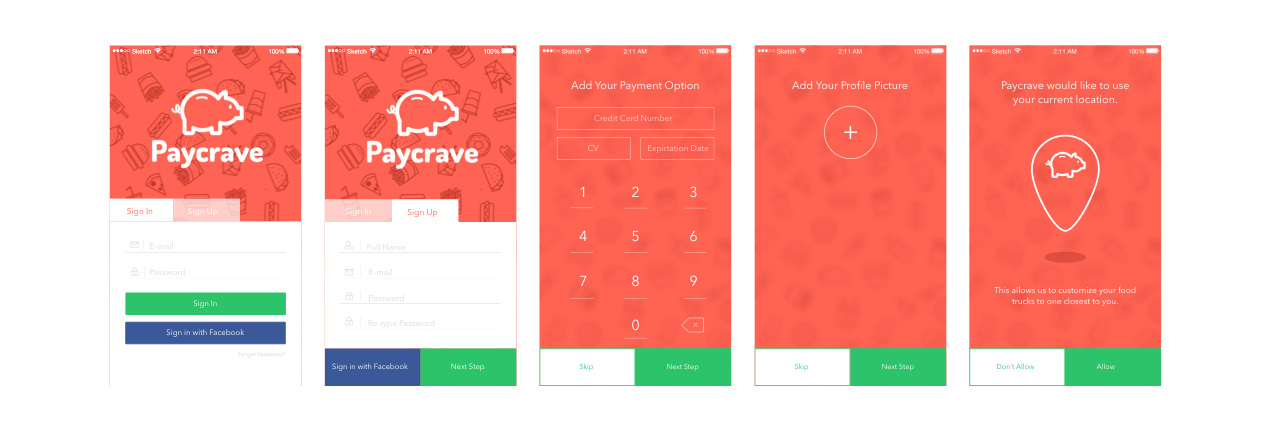 Sketch 2:11 AM 100%
Paycrave
Sign In Sign Up
E-mail
Password
Sign In
Sign in with Facebook
Forgor Password?
Sketch 2:11 AM 100%
Paycrave
Sign In Sign Up
Full Name
E-mail
Password
Re-type Password
Sign in with Facebook Next Step
Sketch 2:11 AM 100%
Add Your Payment Option
Credit Card Number
CV Expirtation Date
1 2 3
4 5 6
7 8 9
0
Skip Next Step
Sketch 2:11 AM 100%
Add Your Profile Picture
+
Skip Next Step
Sketch 2:11 AM 100%
Paycrave would like to use
your current location.
This allows us to customize your food
trucks to one closest to you.
Don't Allow Allow